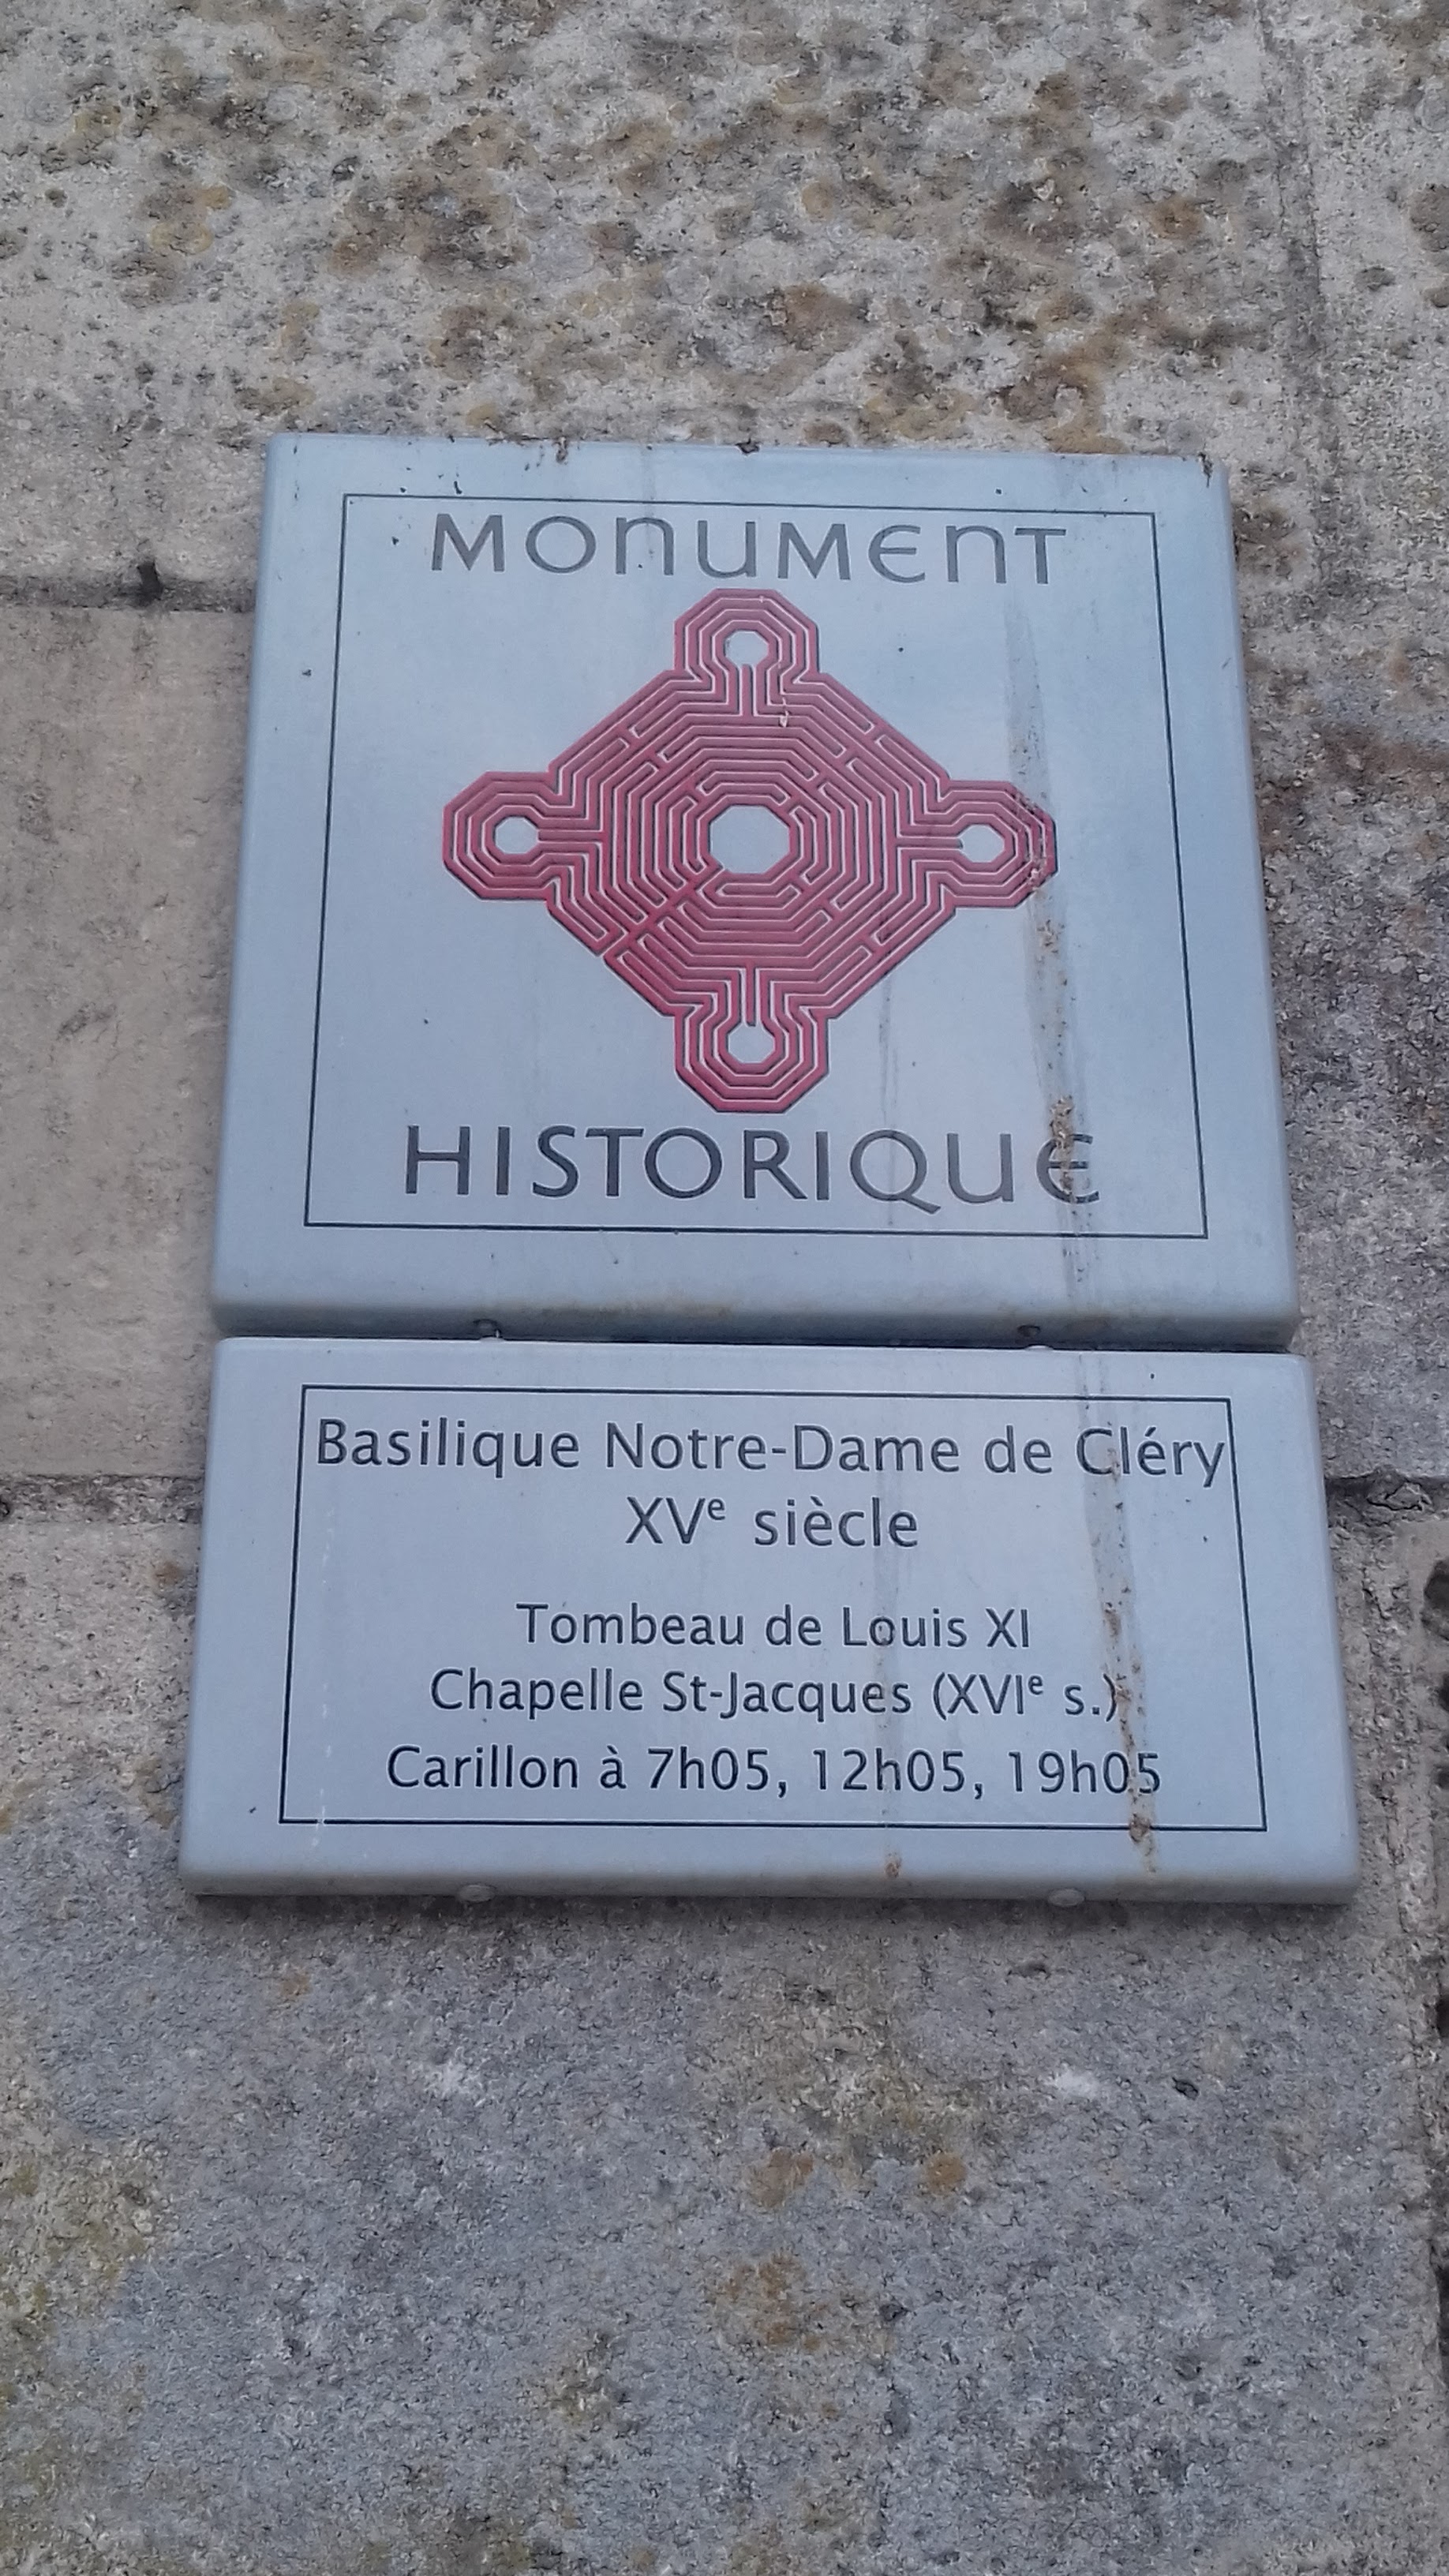 MONUMENT
HISTORIQUE
Basilique Notre-Dame de Cléry
XVᵉ siècle
Tombeau de Louis XI
Chapelle St-Jacques (XVIᵉ s.)
Carillon à 7h05, 12h05, 19h05